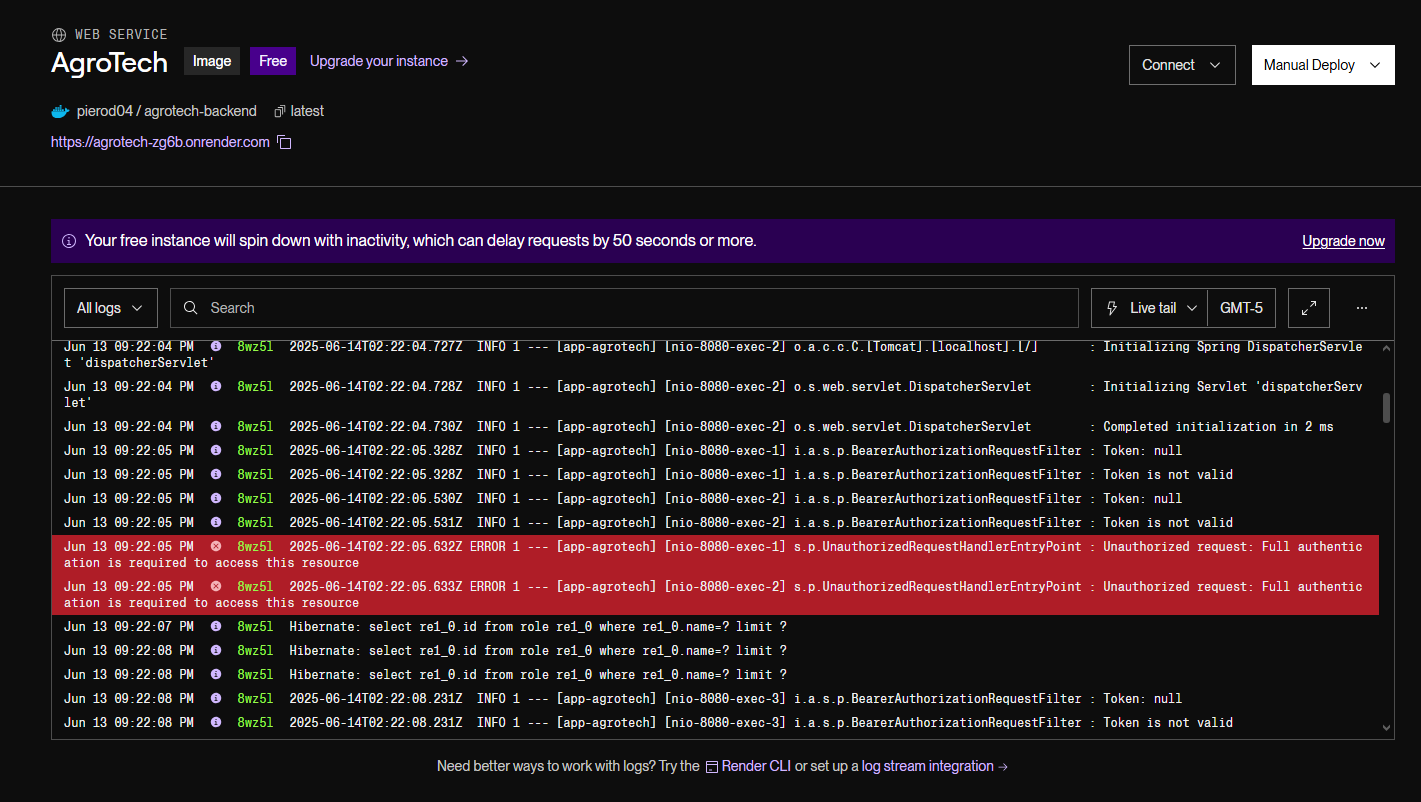 WEB SERVICE
AgroTech Image Free Upgrade your instance →
Connect Manual Deploy
pierod04 / agrotech-backend latest
https://agrotech-zg6b.onrender.com
Your free instance will spin down with inactivity, which can delay requests by 50 seconds or more. Upgrade now
All logs Search Live tail GMT-5 ...
Jun 13 09:22:04 PM 8wz5l 2025-06-14T02:22:04.727Z INFO 1 --- [app-agrotech] [nio-8080-exec-2] o.a.c.c.C.[Tomcat].[localhost].[/] : Initializing Spring DispatcherServle
t 'dispatcherServlet'
Jun 13 09:22:04 PM 8wz5l 2025-06-14T02:22:04.728Z INFO 1 --- [app-agrotech] [nio-8080-exec-2] o.s.web.servlet.DispatcherServlet : Initializing Servlet 'dispatcherServ
let'
Jun 13 09:22:04 PM 8wz5l 2025-06-14T02:22:04.730Z INFO 1 --- [app-agrotech] [nio-8080-exec-2] o.s.web.servlet.DispatcherServlet : Completed initialization in 2 ms
Jun 13 09:22:05 PM 8wz5l 2025-06-14T02:22:05.328Z INFO 1 --- [app-agrotech] [nio-8080-exec-1] i.a.s.p.BearerAuthorizationRequestFilter : Token: null
Jun 13 09:22:05 PM 8wz5l 2025-06-14T02:22:05.328Z INFO 1 --- [app-agrotech] [nio-8080-exec-1] i.a.s.p.BearerAuthorizationRequestFilter : Token is not valid
Jun 13 09:22:05 PM 8wz5l 2025-06-14T02:22:05.530Z INFO 1 --- [app-agrotech] [nio-8080-exec-2] i.a.s.p.BearerAuthorizationRequestFilter : Token: null
Jun 13 09:22:05 PM 8wz5l 2025-06-14T02:22:05.531Z INFO 1 --- [app-agrotech] [nio-8080-exec-2] i.a.s.p.BearerAuthorizationRequestFilter : Token is not valid
Jun 13 09:22:05 PM 8wz5l 2025-06-14T02:22:05.632Z ERROR 1 --- [app-agrotech] [nio-8080-exec-1] s.p.UnauthorizedRequestHandlerEntryPoint : Unauthorized request: Full authentic
ation is required to access this resource
Jun 13 09:22:05 PM 8wz5l 2025-06-14T02:22:05.633Z ERROR 1 --- [app-agrotech] [nio-8080-exec-2] s.p.UnauthorizedRequestHandlerEntryPoint : Unauthorized request: Full authentic
ation is required to access this resource
Jun 13 09:22:07 PM 8wz5l Hibernate: select re1_0.id from role re1_0 where re1_0.name=? limit ?
Jun 13 09:22:08 PM 8wz5l Hibernate: select re1_0.id from role re1_0 where re1_0.name=? limit ?
Jun 13 09:22:08 PM 8wz5l Hibernate: select re1_0.id from role re1_0 where re1_0.name=? limit ?
Jun 13 09:22:08 PM 8wz5l 2025-06-14T02:22:08.231Z INFO 1 --- [app-agrotech] [nio-8080-exec-3] i.a.s.p.BearerAuthorizationRequestFilter : Token: null
Jun 13 09:22:08 PM 8wz5l 2025-06-14T02:22:08.231Z INFO 1 --- [app-agrotech] [nio-8080-exec-3] i.a.s.p.BearerAuthorizationRequestFilter : Token is not valid
Need better ways to work with logs? Try the Render CLI or set up a log stream integration →